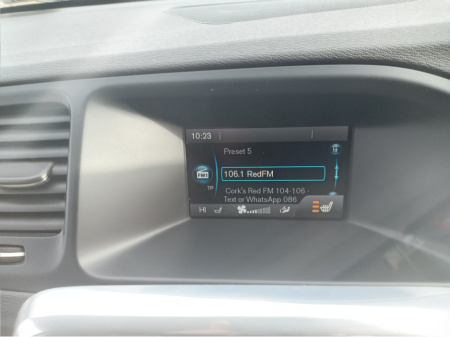 10:23
Preset 5
FM1
106.1 RedFM
TP
Cork's Red FM 104-106 -
Text or WhatsApp 086
HI